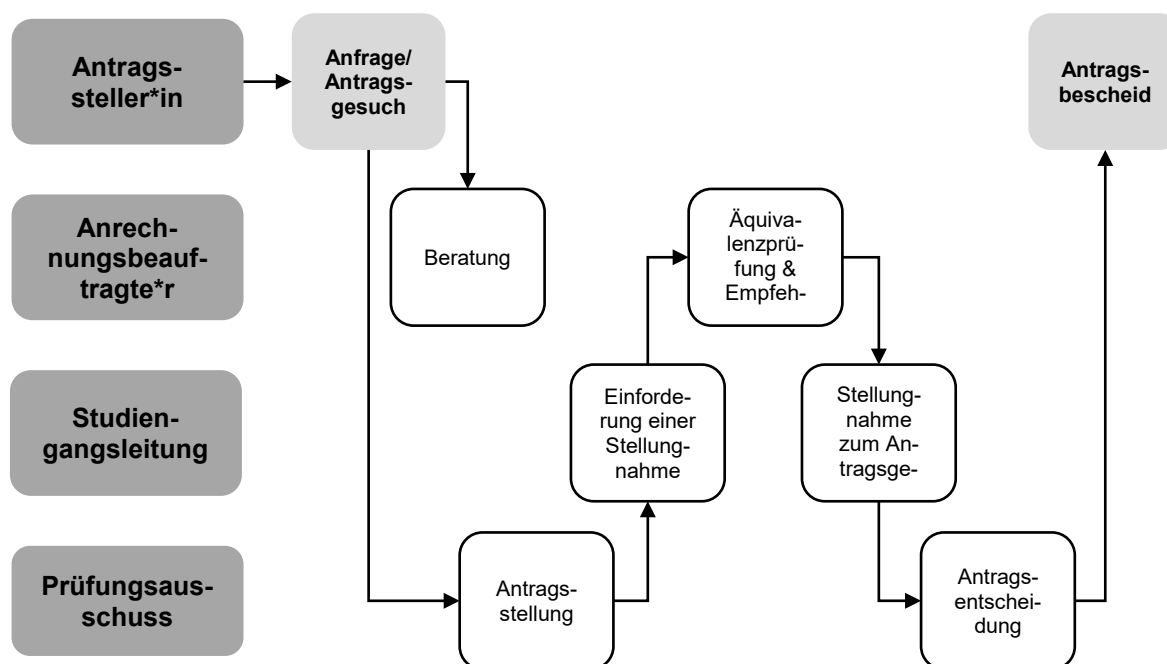 Antrags-
steller*in
Anfrage/
Antrags-
gesuch
Antrags-
bescheid
Anrech-
nungsbeauf-
tragte*r
Beratung
Äquiva-
lenzprü-
fung &
Empfeh-
Studien-
gangsleitung
Einforde-
rung einer
Stellung-
nahme
Stellung-
nahme
zum An-
tragsge-
Prüfungsaus-
schuss
Antrags-
stellung
Antrags-
entschei-
dung